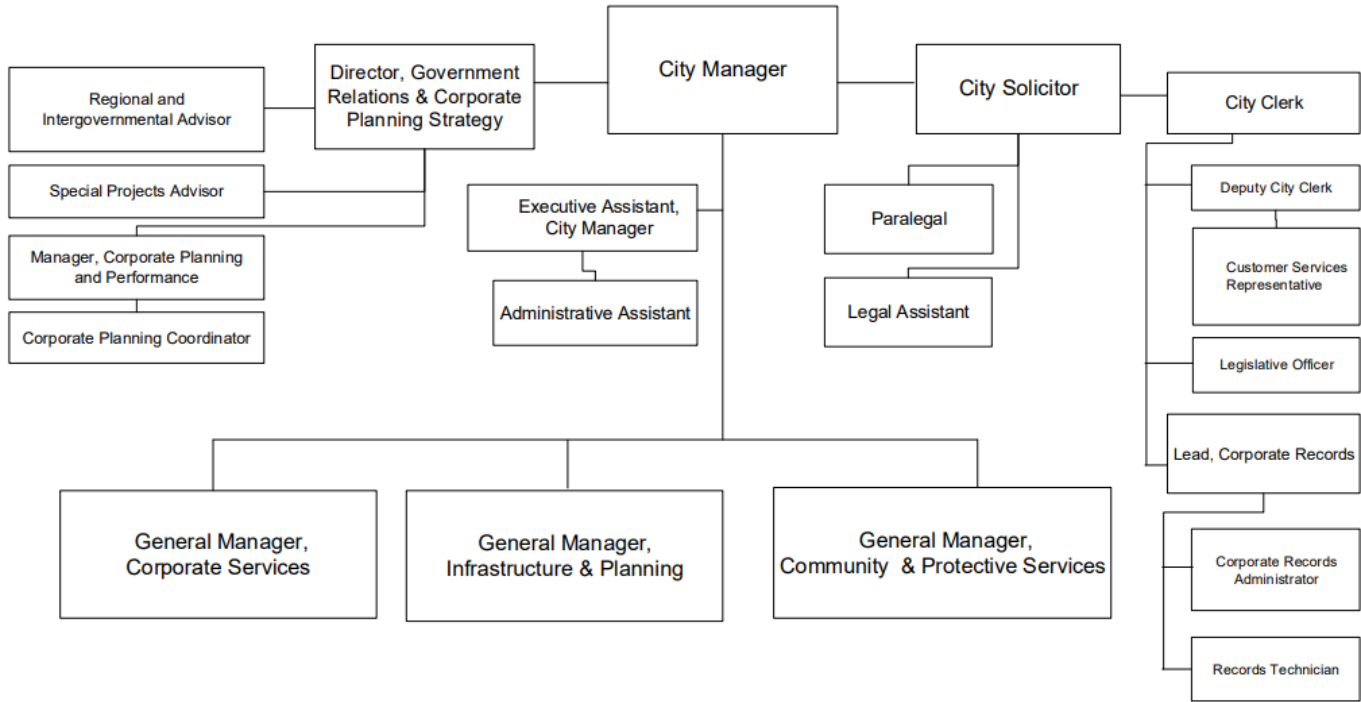 City Manager
Director, Government
Relations & Corporate
Planning Strategy
City Solicitor
City Clerk
Regional and
Intergovernmental Advisor
Special Projects Advisor
Manager, Corporate Planning
and Performance
Corporate Planning Coordinator
Executive Assistant,
City Manager
Administrative Assistant
Paralegal
Legal Assistant
Deputy City Clerk
Customer Services
Representative
Legislative Officer
Lead, Corporate Records
Corporate Records
Administrator
Records Technician
General Manager,
Corporate Services
General Manager,
Infrastructure & Planning
General Manager,
Community & Protective Services